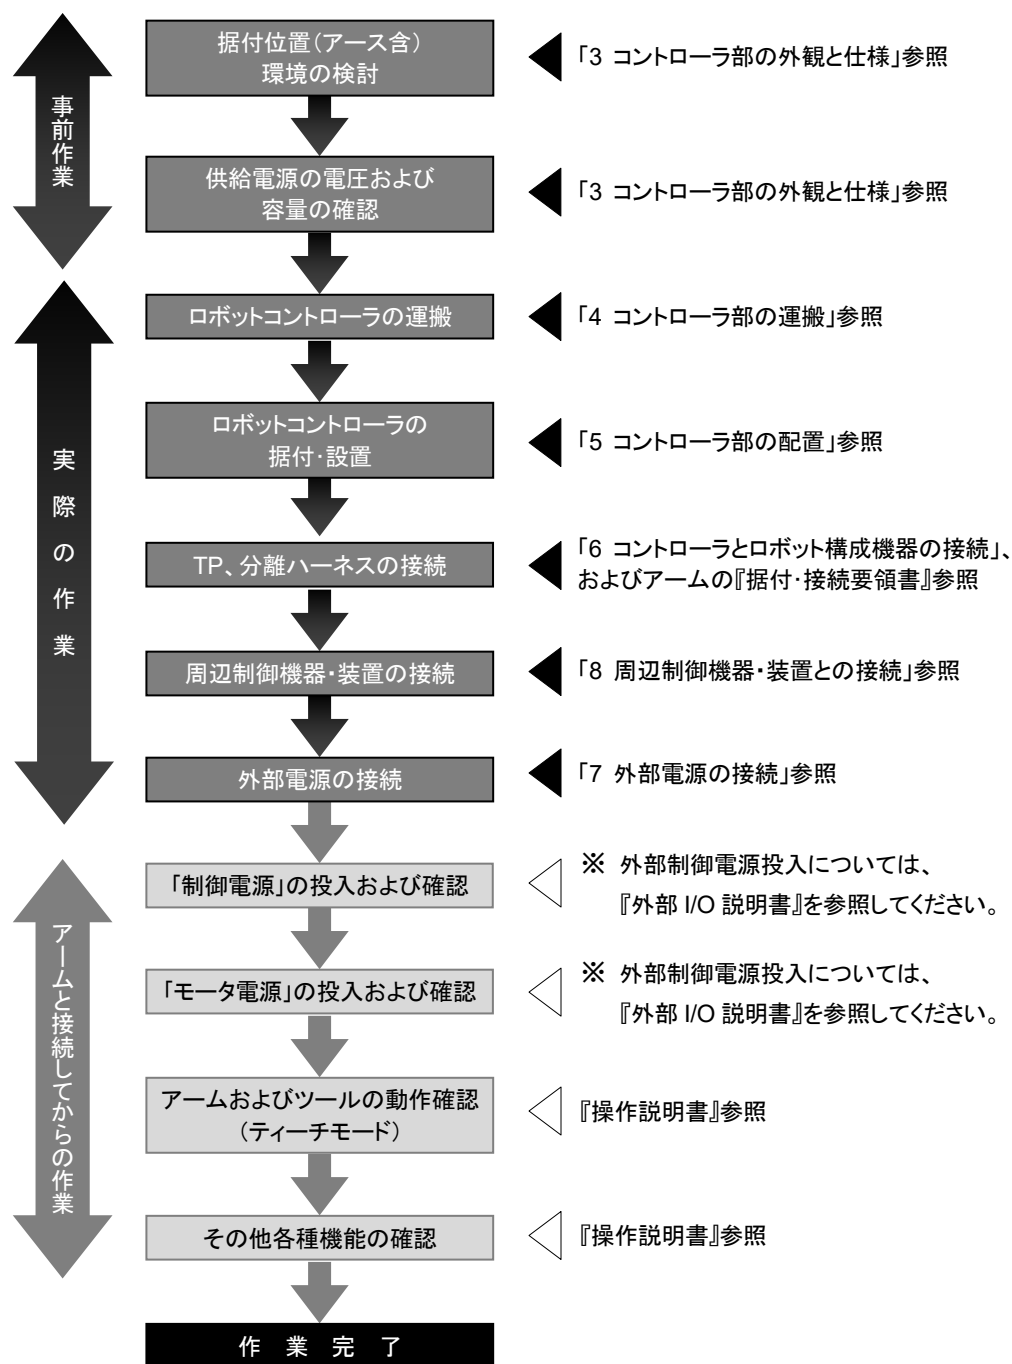 事前作業
据付位置（アース含）
環境の検討
「3 コントローラ部の外観と仕様」参照
供給電源の電圧および
容量の確認
「3 コントローラ部の外観と仕様」参照
実際の作業
ロボットコントローラの運搬
「4 コントローラ部の運搬」参照
ロボットコントローラの
据付・設置
「5 コントローラ部の配置」参照
TP、分離ハーネスの接続
「6 コントローラとロボット構成機器の接続」、
およびアームの『据付・接続要領書』参照
周辺制御機器・装置の接続
「8 周辺制御機器・装置との接続」参照
外部電源の接続
「7 外部電源の接続」参照
アームと接続してからの作業
「制御電源」の投入および確認
※ 外部制御電源投入については、
『外部 I/O 説明書』を参照してください。
「モータ電源」の投入および確認
※ 外部制御電源投入については、
『外部 I/O 説明書』を参照してください。
アームおよびツールの動作確認
（ティーチモード）
『操作説明書』参照
その他各種機能の確認
『操作説明書』参照
作 業 完 了